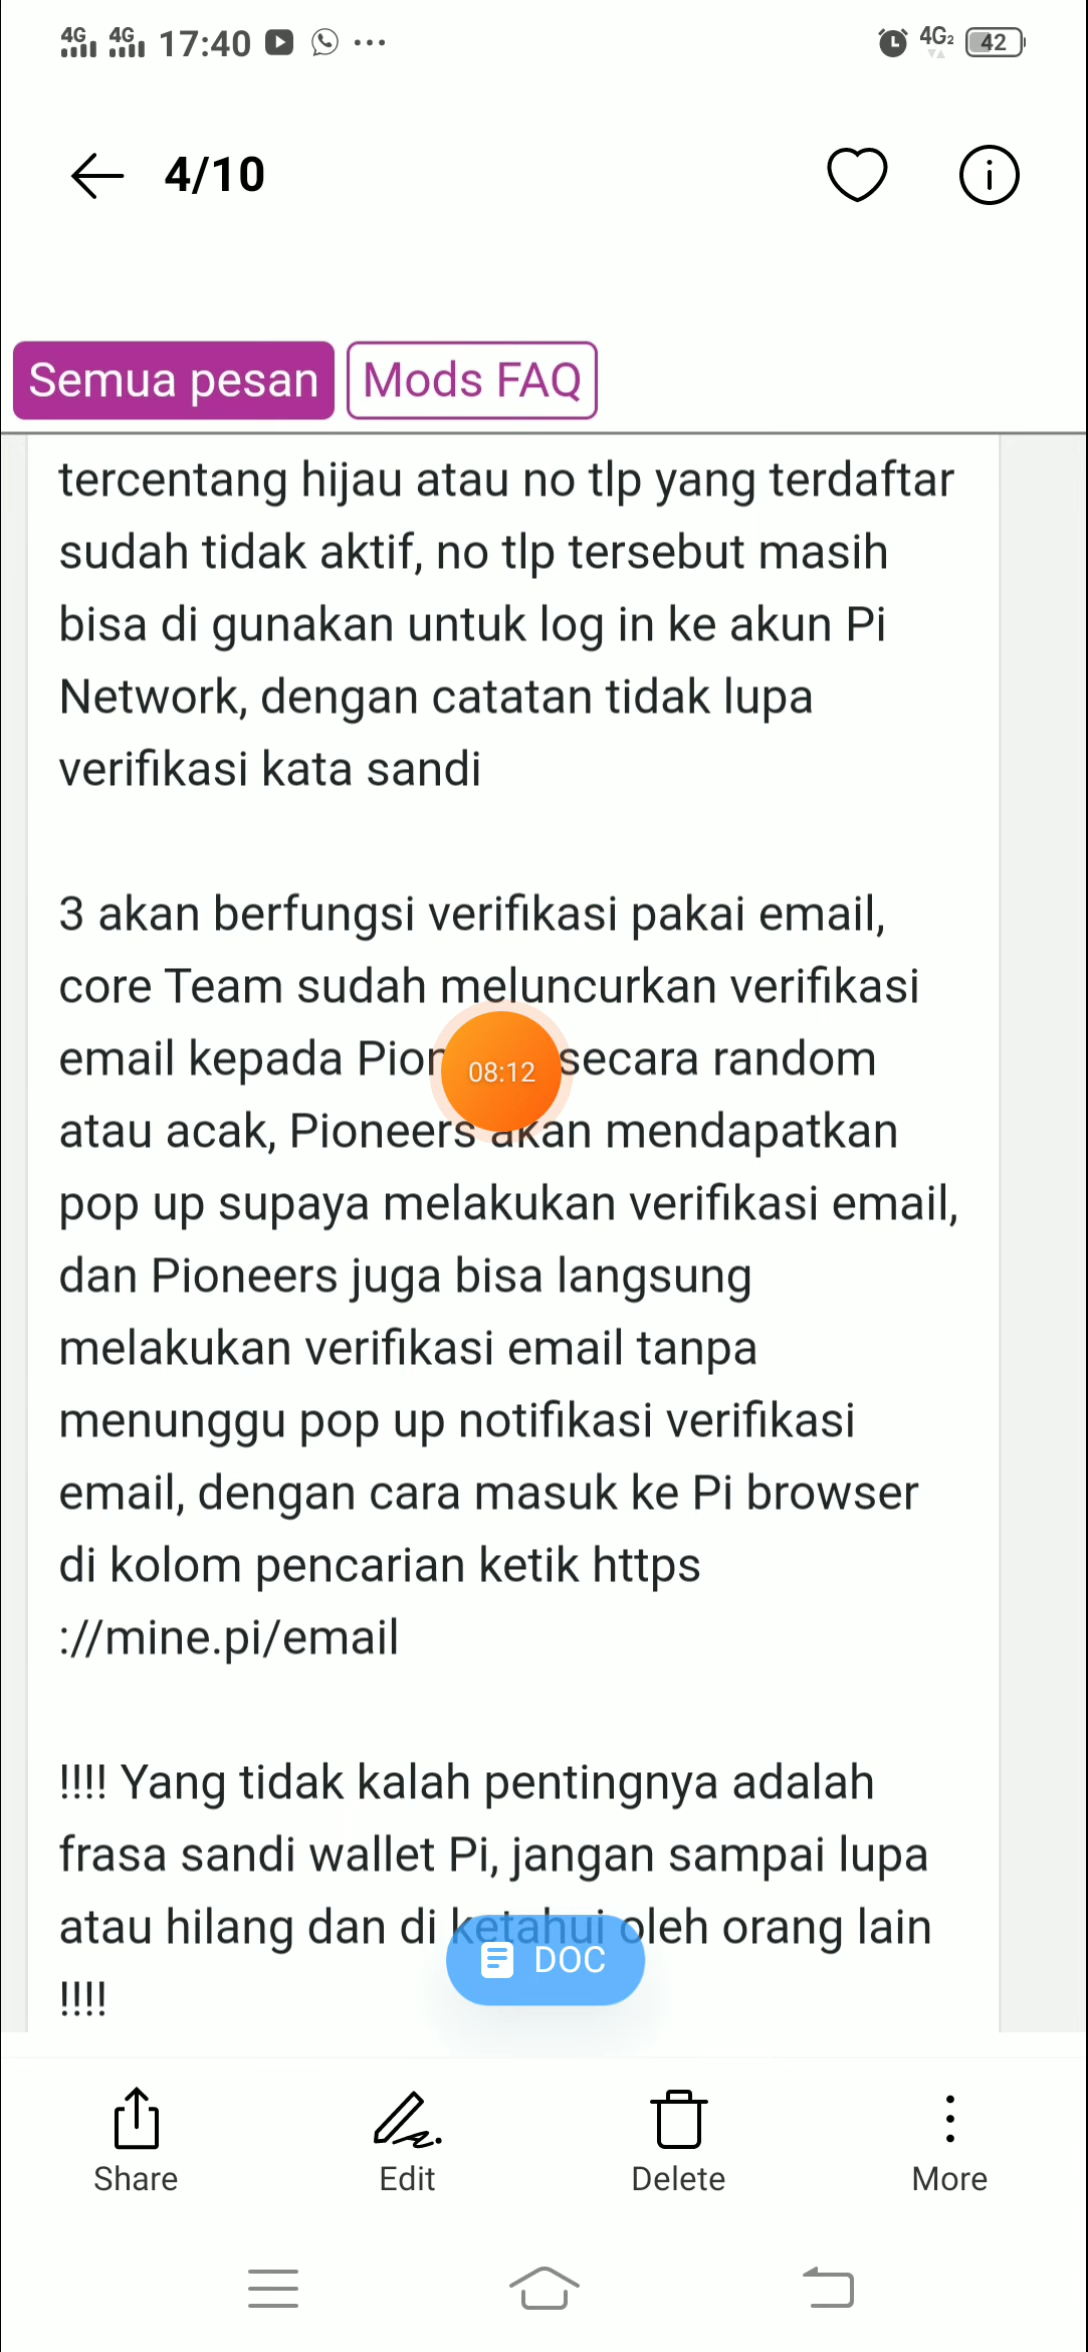 4G 4G 17:40 4G2 42
4/10
Semua pesan Mods FAQ
tercentang hijau atau no tlp yang terdaftar
sudah tidak aktif, no tlp tersebut masih
bisa di gunakan untuk log in ke akun Pi
Network, dengan catatan tidak lupa
verifikasi kata sandi
3 akan berfungsi verifikasi pakai email,
core Team sudah meluncurkan verifikasi
email kepada secara random
08:12
atau acak, Pioneers akan mendapatkan
pop up supaya melakukan verifikasi email,
dan Pioneers juga bisa langsung
melakukan verifikasi email tanpa
menunggu pop up notifikasi verifikasi
email, dengan cara masuk ke Pi browser
di kolom pencarian ketik https
://mine.pi/email
!!!! Yang tidak kalah pentingnya adalah
frasa sandi wallet Pi, jangan sampai lupa
atau hilang dan di ketahui oleh orang lain
DOC
!!!!
Share Edit Delete More